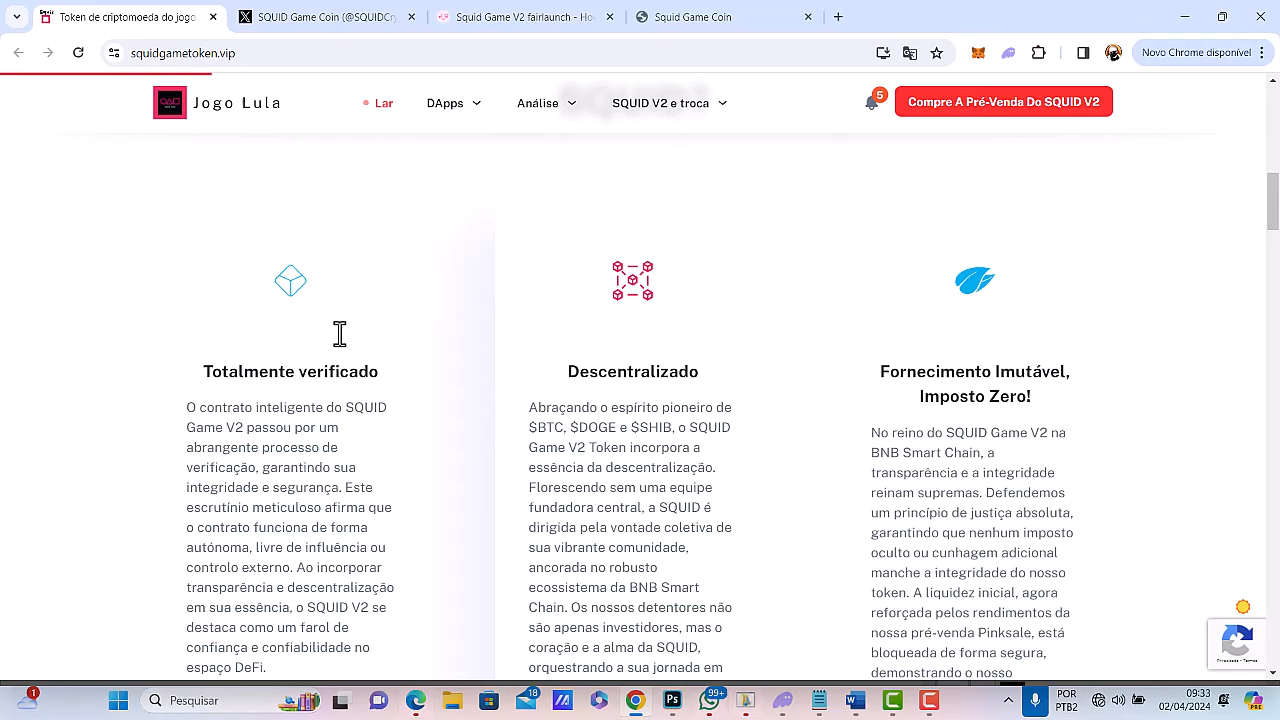 Token de criptomoeda do jogo
SQUID Game Coin (@SQUIDCr
Squid Game V2 fairlaunch - Ho
Squid Game Coin
squidgametoken.vip
Novo Chrome disponível
Jogo Lula
Lar
DApps
Análise
SQUID V2 e troca
5
Compre A Pré-Venda Do SQUID V2
Totalmente verificado
O contrato inteligente do SQUID
Game V2 passou por um
abrangente processo de
verificação, garantindo sua
integridade e segurança. Este
escrutínio meticuloso afirma que
o contrato funciona de forma
autónoma, livre de influência ou
controlo externo. Ao incorporar
transparência e descentralização
em sua essência, o SQUID V2 se
destaca como um farol de
confiança e confiabilidade no
espaço DeFi.
Descentralizado
Abraçando o espírito pioneiro de
$BTC, $DOGE e $SHIB, o SQUID
Game V2 Token incorpora a
essência da descentralização.
Florescendo sem uma equipe
fundadora central, a SQUID é
dirigida pela vontade coletiva de
sua vibrante comunidade,
ancorada no robusto
ecossistema da BNB Smart
Chain. Os nossos detentores não
são apenas investidores, mas o
coração e a alma da SQUID,
orquestrando a sua jornada em
Fornecimento Imutável,
Imposto Zero!
No reino do SQUID Game V2 na
BNB Smart Chain, a
transparência e a integridade
reinam supremas. Defendemos
um princípio de justiça absoluta,
garantindo que nenhum imposto
oculto ou cunhagem adicional
manche a integridade do nosso
token. A liquidez inicial, agora
reforçada pelos rendimentos da
nossa pré-venda Pinksale, está
bloqueada de forma segura,
demonstrando o nosso
Privacidade - Termos
1
Pesquisar
18
Ps
99+
POR
PTB2
09:33
02/04/2024
PRE